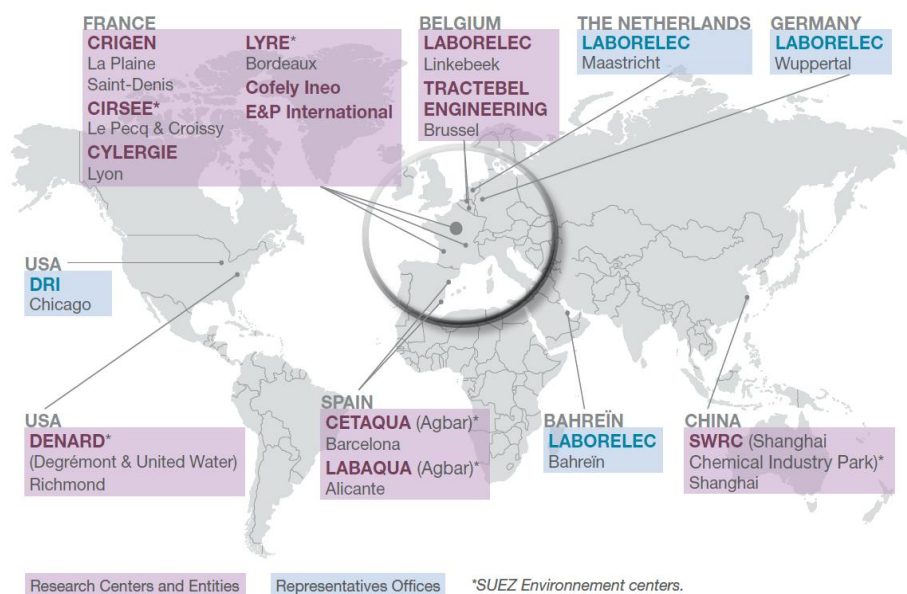 FRANCE
CRIGEN
La Plaine
Saint-Denis
CIRSEE*
Le Pecq & Croissy
CYLERGIE
Lyon
LYRE*
Bordeaux
Cofely Ineo
E&P International
BELGIUM
LABORELEC
Linkebeek
TRACTEBEL
ENGINEERING
Brussel
THE NETHERLANDS
LABORELEC
Maastricht
GERMANY
LABORELEC
Wuppertal
USA
DRI
Chicago
USA
DENARD*
(Degrémont & United Water)
Richmond
SPAIN
CETAQUA (Agbar)*
Barcelona
LABAQUA (Agbar)*
Alicante
BAHREÏN
LABORELEC
Bahreïn
CHINA
SWRC (Shanghai
Chemical Industry Park)*
Shanghai
Research Centers and Entities
Representatives Offices
*SUEZ Environnement centers.